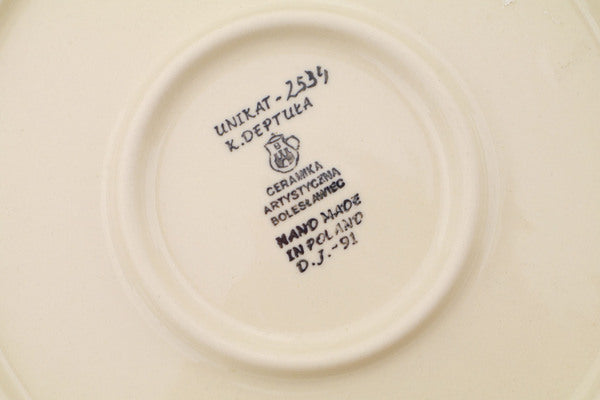 UNIKAT-2534
K.DEPTUŁA
CERAMIKA
ARTYSTYCZNA
BOLESŁAWIEC
HAND MADE
IN POLAND
D.J.-91